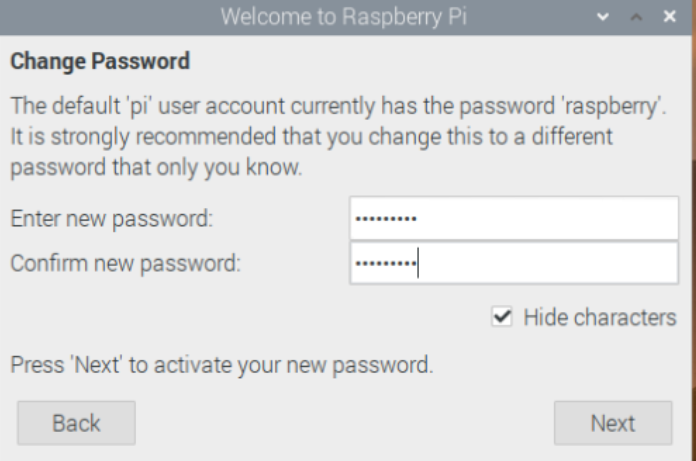 Welcome to Raspberry Pi
Change Password
The default 'pi' user account currently has the password 'raspberry'.
It is strongly recommended that you change this to a different
password that only you know.
Enter new password: •••••••••
Confirm new password: •••••••••
Hide characters
Press 'Next' to activate your new password.
Back Next